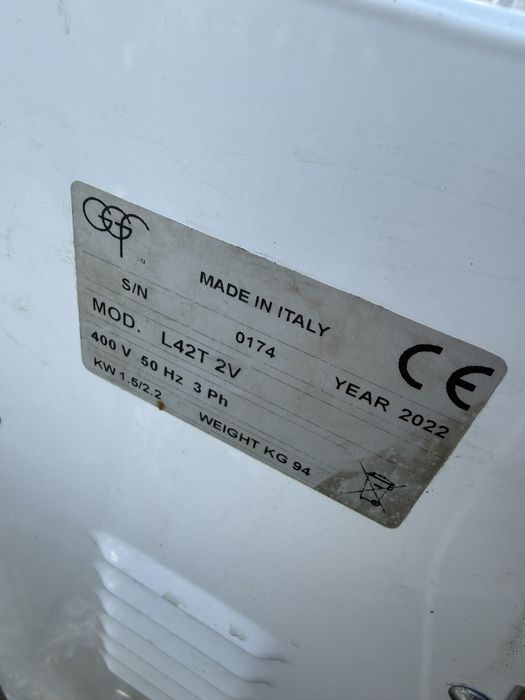 GGF
MADE IN ITALY
S/N 0174 YEAR 2022
MOD. L42T 2V
400 V 50 Hz 3 Ph
KW 1.5/2.2 WEIGHT KG 94
CE